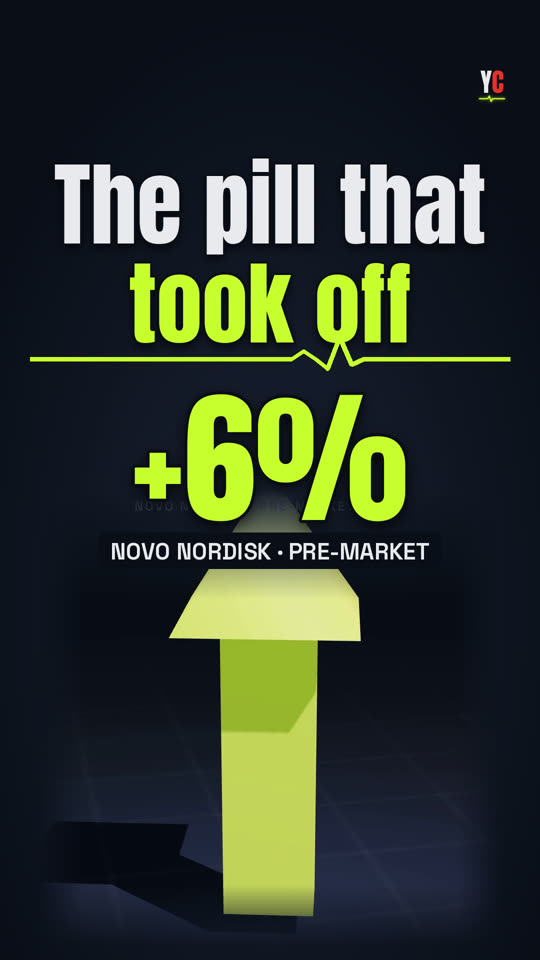 YC
The pill that
took off
+6%
NOVO NORDISK · PRE-MARKET